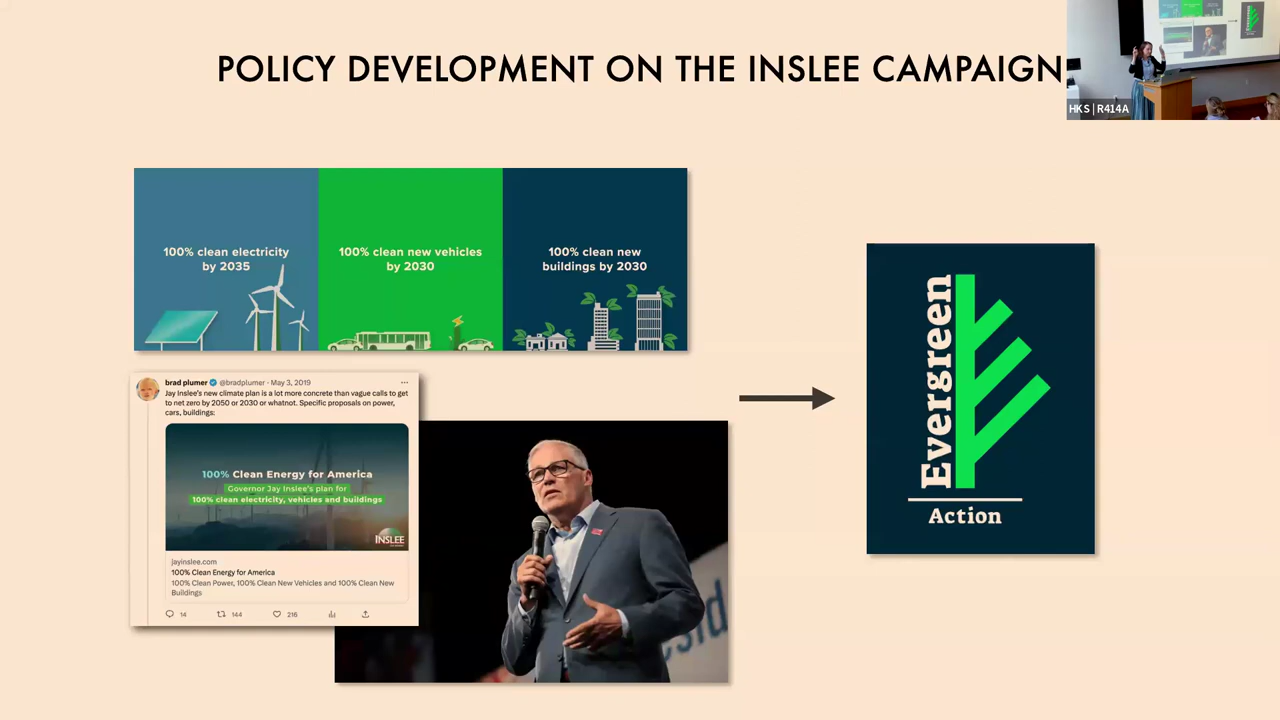 POLICY DEVELOPMENT ON THE INSLEE CAMPAIGN
HKS | R414A
100% clean electricity
by 2035
100% clean new vehicles
by 2030
100% clean new
buildings by 2030
brad plumer @bradplumer · May 3, 2019
Jay Inslee's new climate plan is a lot more concrete than vague calls to get
to net zero by 2050 or 2030 or whatnot. Specific proposals on power,
cars, buildings:
100% Clean Energy for America
Governor Jay Inslee's plan for
100% clean electricity, vehicles and buildings
INSLEE
jayinslee.com
100% Clean Energy for America
100% Clean Power, 100% Clean New Vehicles and 100% Clean New
Buildings
14 144 216
Evergreen
Action